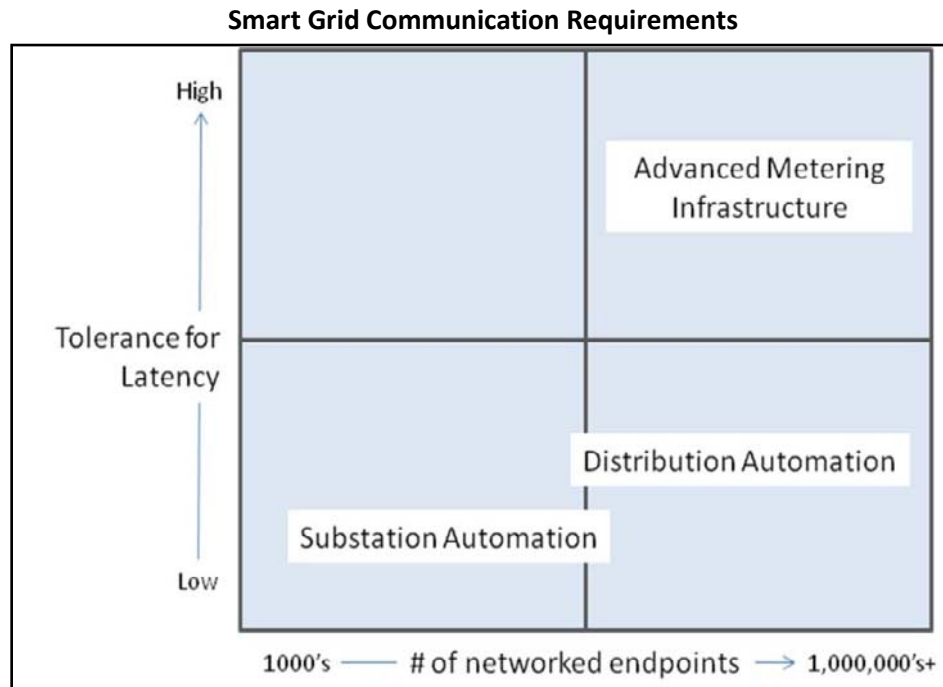 Smart Grid Communication Requirements
High
Advanced Metering
Infrastructure
Tolerance for
Latency
Distribution Automation
Substation Automation
Low
1000's # of networked endpoints 1,000,000's+